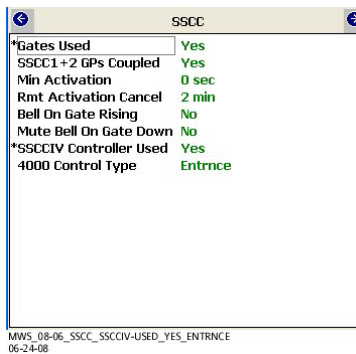 SSCC
*Gates Used Yes
SSCC1+2 GPs Coupled Yes
Min Activation 0 sec
Rmt Activation Cancel 2 min
Bell On Gate Rising No
Mute Bell On Gate Down No
*SSCCIV Controller Used Yes
4000 Control Type Entrnce
MWS_08-06_SSCC_SSCCIV-USED_YES_ENTRNCE
06-24-08